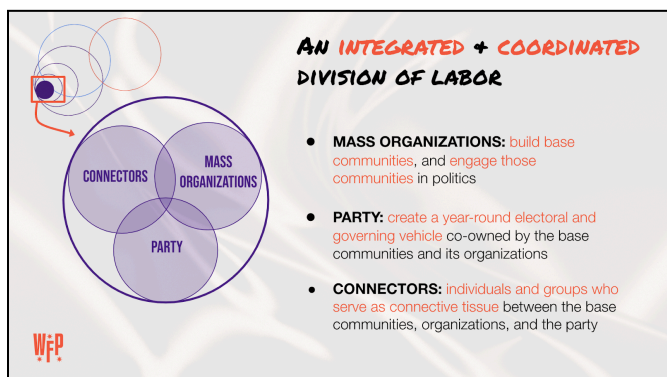 AN INTEGRATED + COORDINATED
DIVISION OF LABOR
CONNECTORS
MASS
ORGANIZATIONS
PARTY
● MASS ORGANIZATIONS: build base
communities, and engage those
communities in politics
● PARTY: create a year-round electoral and
governing vehicle co-owned by the base
communities and its organizations
● CONNECTORS: individuals and groups who
serve as connective tissue between the base
communities, organizations, and the party
WFP